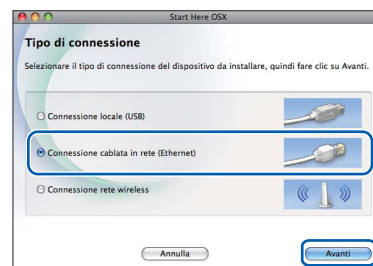 Start Here OSX
Tipo di connessione
Selezionare il tipo di connessione del dispositivo da installare, quindi fare clic su Avanti.
Connessione locale (USB)
Connessione cablata in rete (Ethernet)
Connessione rete wireless
Annulla
Avanti